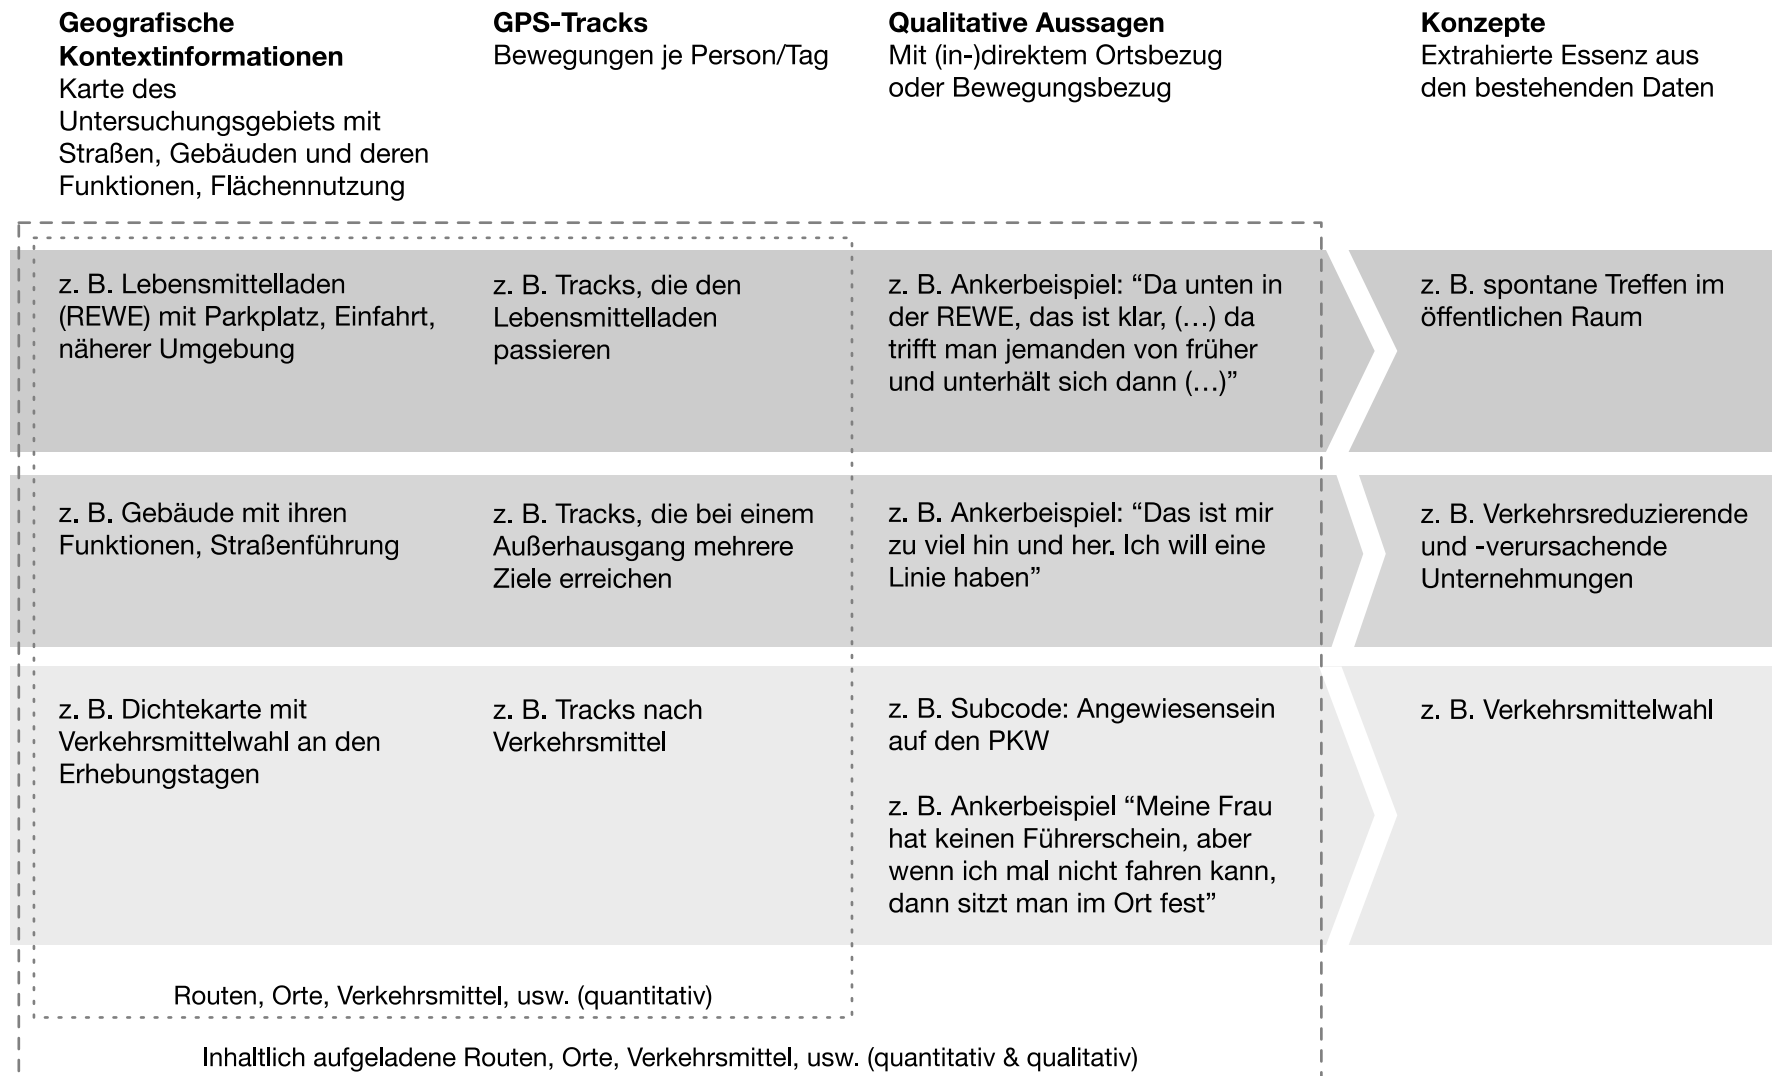 Geografische
Kontextinformationen
Karte des
Untersuchungsgebiets mit
Straßen, Gebäuden und deren
Funktionen, Flächennutzung
GPS-Tracks
Bewegungen je Person/Tag
Qualitative Aussagen
Mit (in-)direktem Ortsbezug
oder Bewegungsbezug
Konzepte
Extrahierte Essenz aus
den bestehenden Daten
z. B. Lebensmittelladen
(REWE) mit Parkplatz, Einfahrt,
näherer Umgebung
z. B. Tracks, die den
Lebensmittelladen
passieren
z. B. Ankerbeispiel: “Da unten in
der REWE, das ist klar, (…) da
trifft man jemanden von früher
und unterhält sich dann (…)”
z. B. spontane Treffen im
öffentlichen Raum
z. B. Gebäude mit ihren
Funktionen, Straßenführung
z. B. Tracks, die bei einem
Außerhausgang mehrere
Ziele erreichen
z. B. Ankerbeispiel: “Das ist mir
zu viel hin und her. Ich will eine
Linie haben”
z. B. Verkehrsreduzierende
und -verursachende
Unternehmungen
z. B. Dichtekarte mit
Verkehrsmittelwahl an den
Erhebungstagen
z. B. Tracks nach
Verkehrsmittel
z. B. Subcode: Angewiesensein
auf den PKW
z. B. Ankerbeispiel “Meine Frau
hat keinen Führerschein, aber
wenn ich mal nicht fahren kann,
dann sitzt man im Ort fest”
z. B. Verkehrsmittelwahl
Routen, Orte, Verkehrsmittel, usw. (quantitativ)
Inhaltlich aufgeladene Routen, Orte, Verkehrsmittel, usw. (quantitativ & qualitativ)